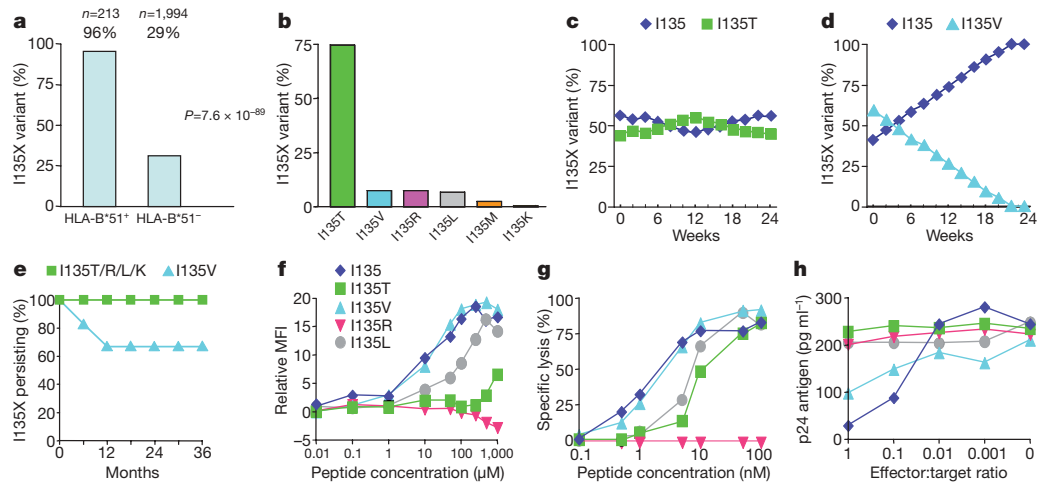 a
n=213
n=1,994
96%
29%
I135X variant (%)
100
75
50
25
0
P=7.6 × 10⁻⁸⁹
HLA-B*51⁺
HLA-B*51⁻
b
I135X variant (%)
75
50
25
0
I135T
I135V
I135R
I135L
I135M
I135K
c
I135
I135T
I135X variant (%)
100
75
50
25
0
0 6 12 18 24
Weeks
d
I135
I135V
I135X variant (%)
100
75
50
25
0
0 6 12 18 24
Weeks
e
I135T/R/L/K
I135V
I135X persisting (%)
100
80
60
40
20
0
0 12 24 36
Months
f
I135
I135T
I135V
I135R
I135L
Relative MFI
20
15
10
5
0
−5
0.01 0.1 1 10 100 1,000
Peptide concentration (µM)
g
Specific lysis (%)
100
75
50
25
0
0.1 1 10 100
Peptide concentration (nM)
h
p24 antigen (pg ml⁻¹)
300
200
100
0
1 0.1 0.01 0.001 0
Effector:target ratio